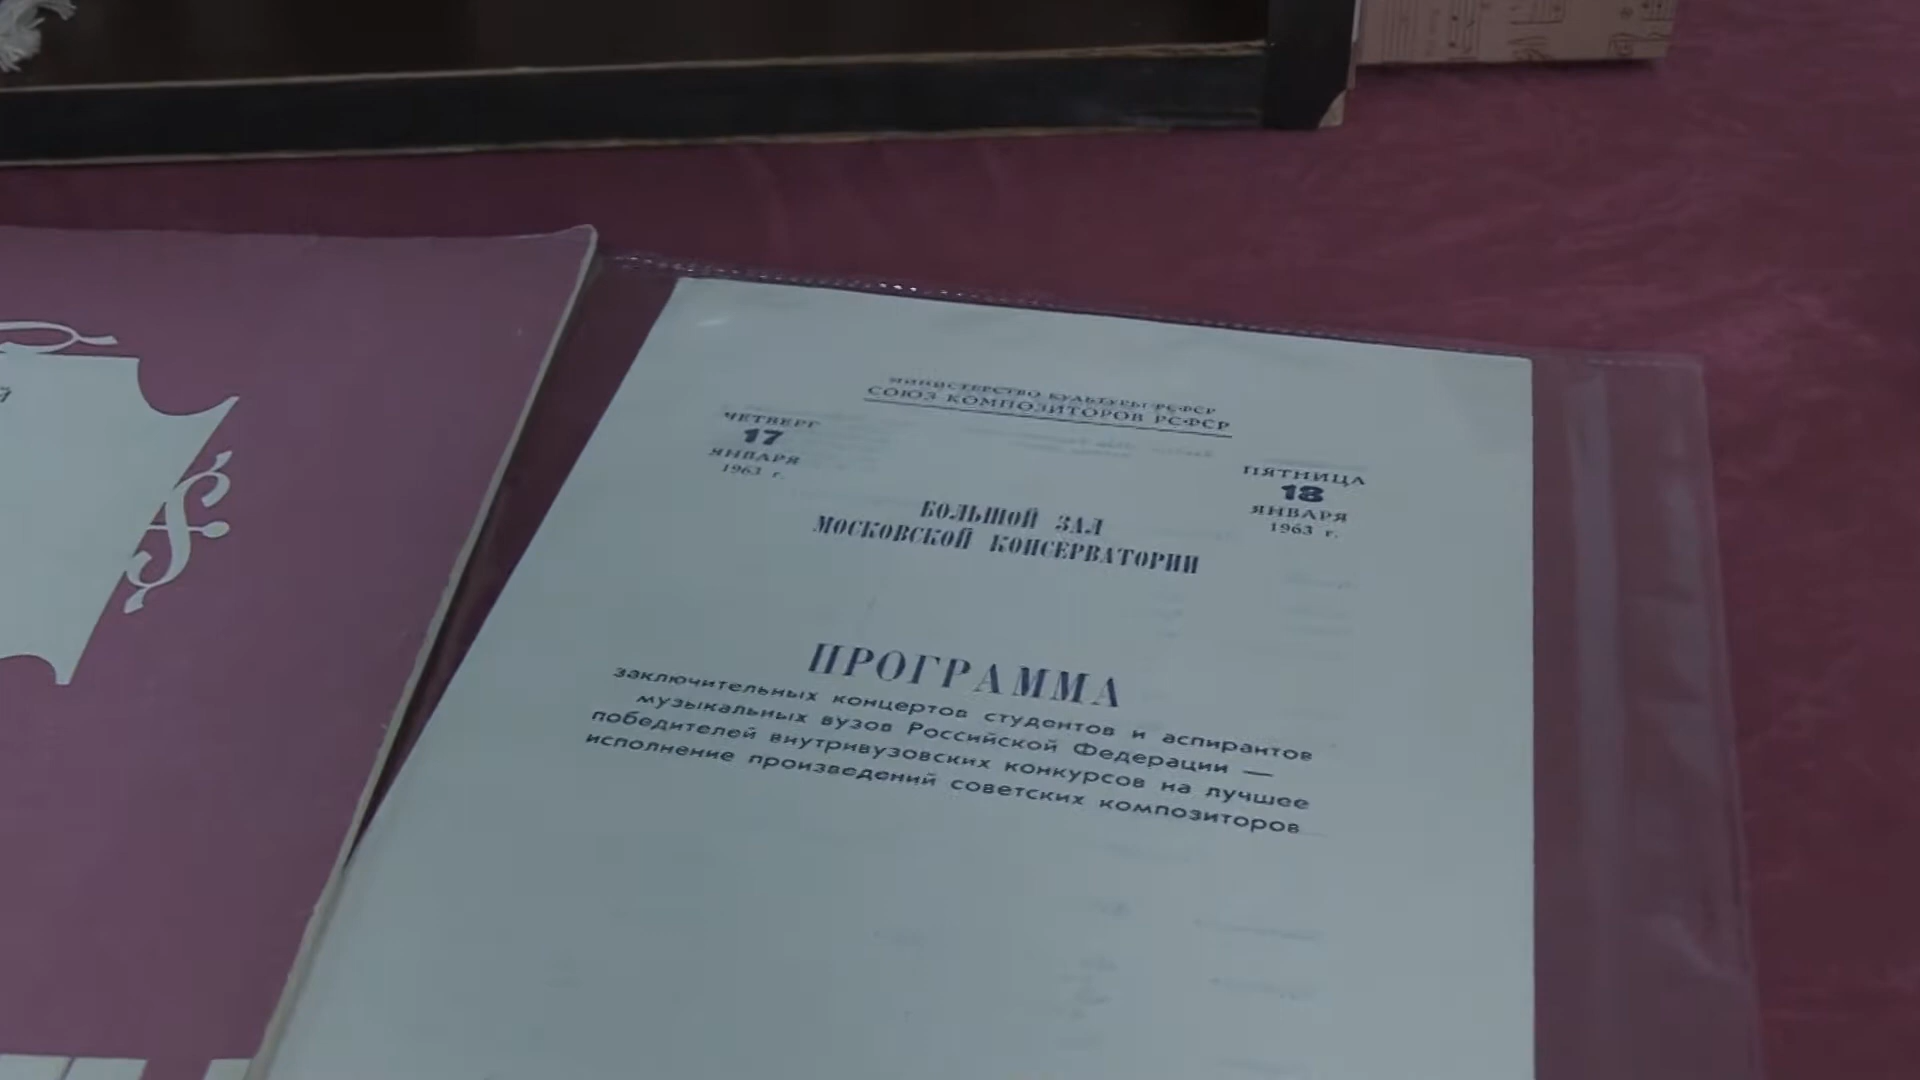 МИНИСТЕРСТВО КУЛЬТУРЫ РСФСР
СОЮЗ КОМПОЗИТОРОВ РСФСР
ЧЕТВЕРГ
17
ЯНВАРЯ
1963 г.
ПЯТНИЦА
18
ЯНВАРЯ
1963 г.
БОЛЬШОЙ ЗАЛ
МОСКОВСКОЙ КОНСЕРВАТОРИИ
ПРОГРАММА
заключительных концертов студентов и аспирантов
музыкальных вузов Российской Федерации —
победителей внутривузовских конкурсов на лучшее
исполнение произведений советских композиторов